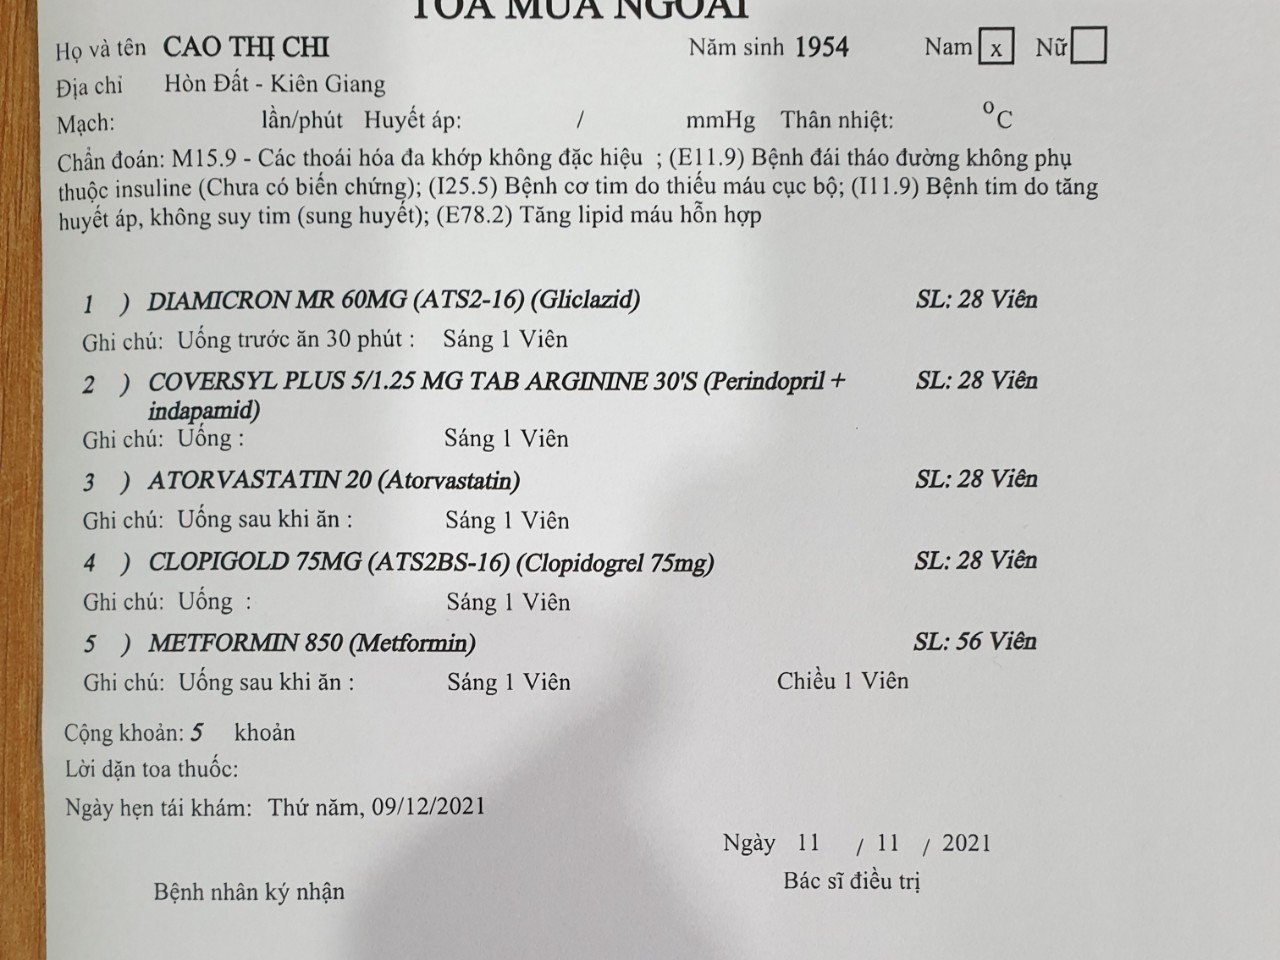 TOA MUA NGOÀI
Họ và tên CAO THỊ CHI Năm sinh 1954 Nam x Nữ
Địa chỉ Hòn Đất - Kiên Giang
Mạch: lần/phút Huyết áp: / mmHg Thân nhiệt: ⁰C
Chẩn đoán: M15.9 - Các thoái hóa đa khớp không đặc hiệu ; (E11.9) Bệnh đái tháo đường không phụ
thuộc insuline (Chưa có biến chứng); (I25.5) Bệnh cơ tim do thiếu máu cục bộ; (I11.9) Bệnh tim do tăng
huyết áp, không suy tim (sung huyết); (E78.2) Tăng lipid máu hỗn hợp
1 ) DIAMICRON MR 60MG (ATS2-16) (Gliclazid) SL: 28 Viên
Ghi chú: Uống trước ăn 30 phút : Sáng 1 Viên
2 ) COVERSYL PLUS 5/1.25 MG TAB ARGININE 30'S (Perindopril + SL: 28 Viên
indapamid)
Ghi chú: Uống : Sáng 1 Viên
3 ) ATORVASTATIN 20 (Atorvastatin) SL: 28 Viên
Ghi chú: Uống sau khi ăn : Sáng 1 Viên
4 ) CLOPIGOLD 75MG (ATS2BS-16) (Clopidogrel 75mg) SL: 28 Viên
Ghi chú: Uống : Sáng 1 Viên
5 ) METFORMIN 850 (Metformin) SL: 56 Viên
Ghi chú: Uống sau khi ăn : Sáng 1 Viên Chiều 1 Viên
Cộng khoản: 5 khoản
Lời dặn toa thuốc:
Ngày hẹn tái khám: Thứ năm, 09/12/2021
Ngày 11 / 11 / 2021
Bác sĩ điều trị
Bệnh nhân ký nhận